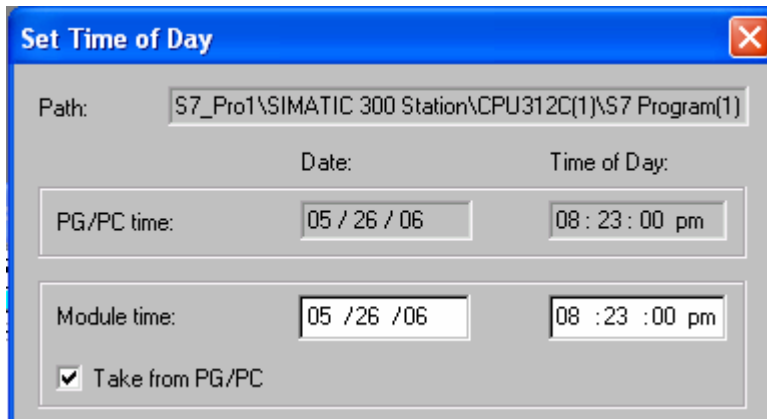 Set Time of Day
Path: S7_Pro1\SIMATIC 300 Station\CPU312C(1)\S7 Program(1)
Date: Time of Day:
PG/PC time: 05 / 26 / 06 08 : 23 : 00 pm
Module time: 05 /26 /06 08 :23 :00 pm
Take from PG/PC